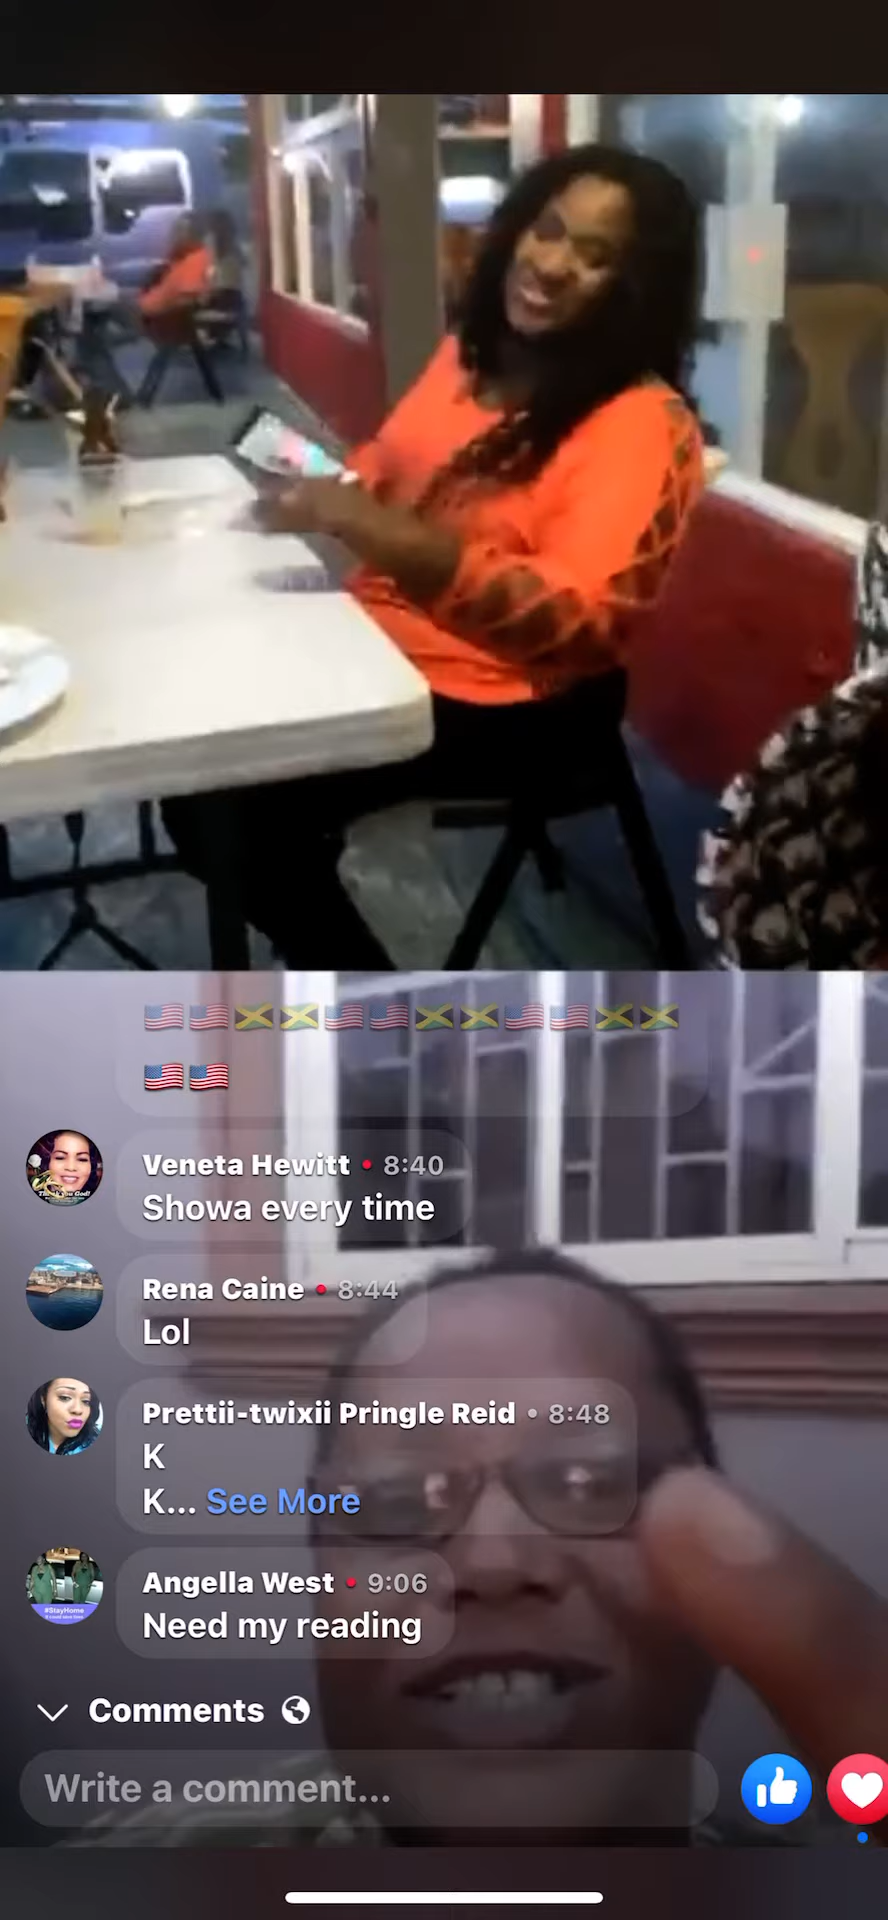 🇺🇸🇺🇸🇯🇲🇯🇲🇺🇸🇺🇸🇯🇲🇯🇲🇺🇸🇺🇸🇯🇲🇯🇲
🇺🇸🇺🇸
Veneta Hewitt • 8:40
Showa every time
Rena Caine • 8:44
Lol
Prettii-twixii Pringle Reid • 8:48
K
K... See More
Angella West • 9:06
Need my reading
#StayHome
Comments
Write a comment...